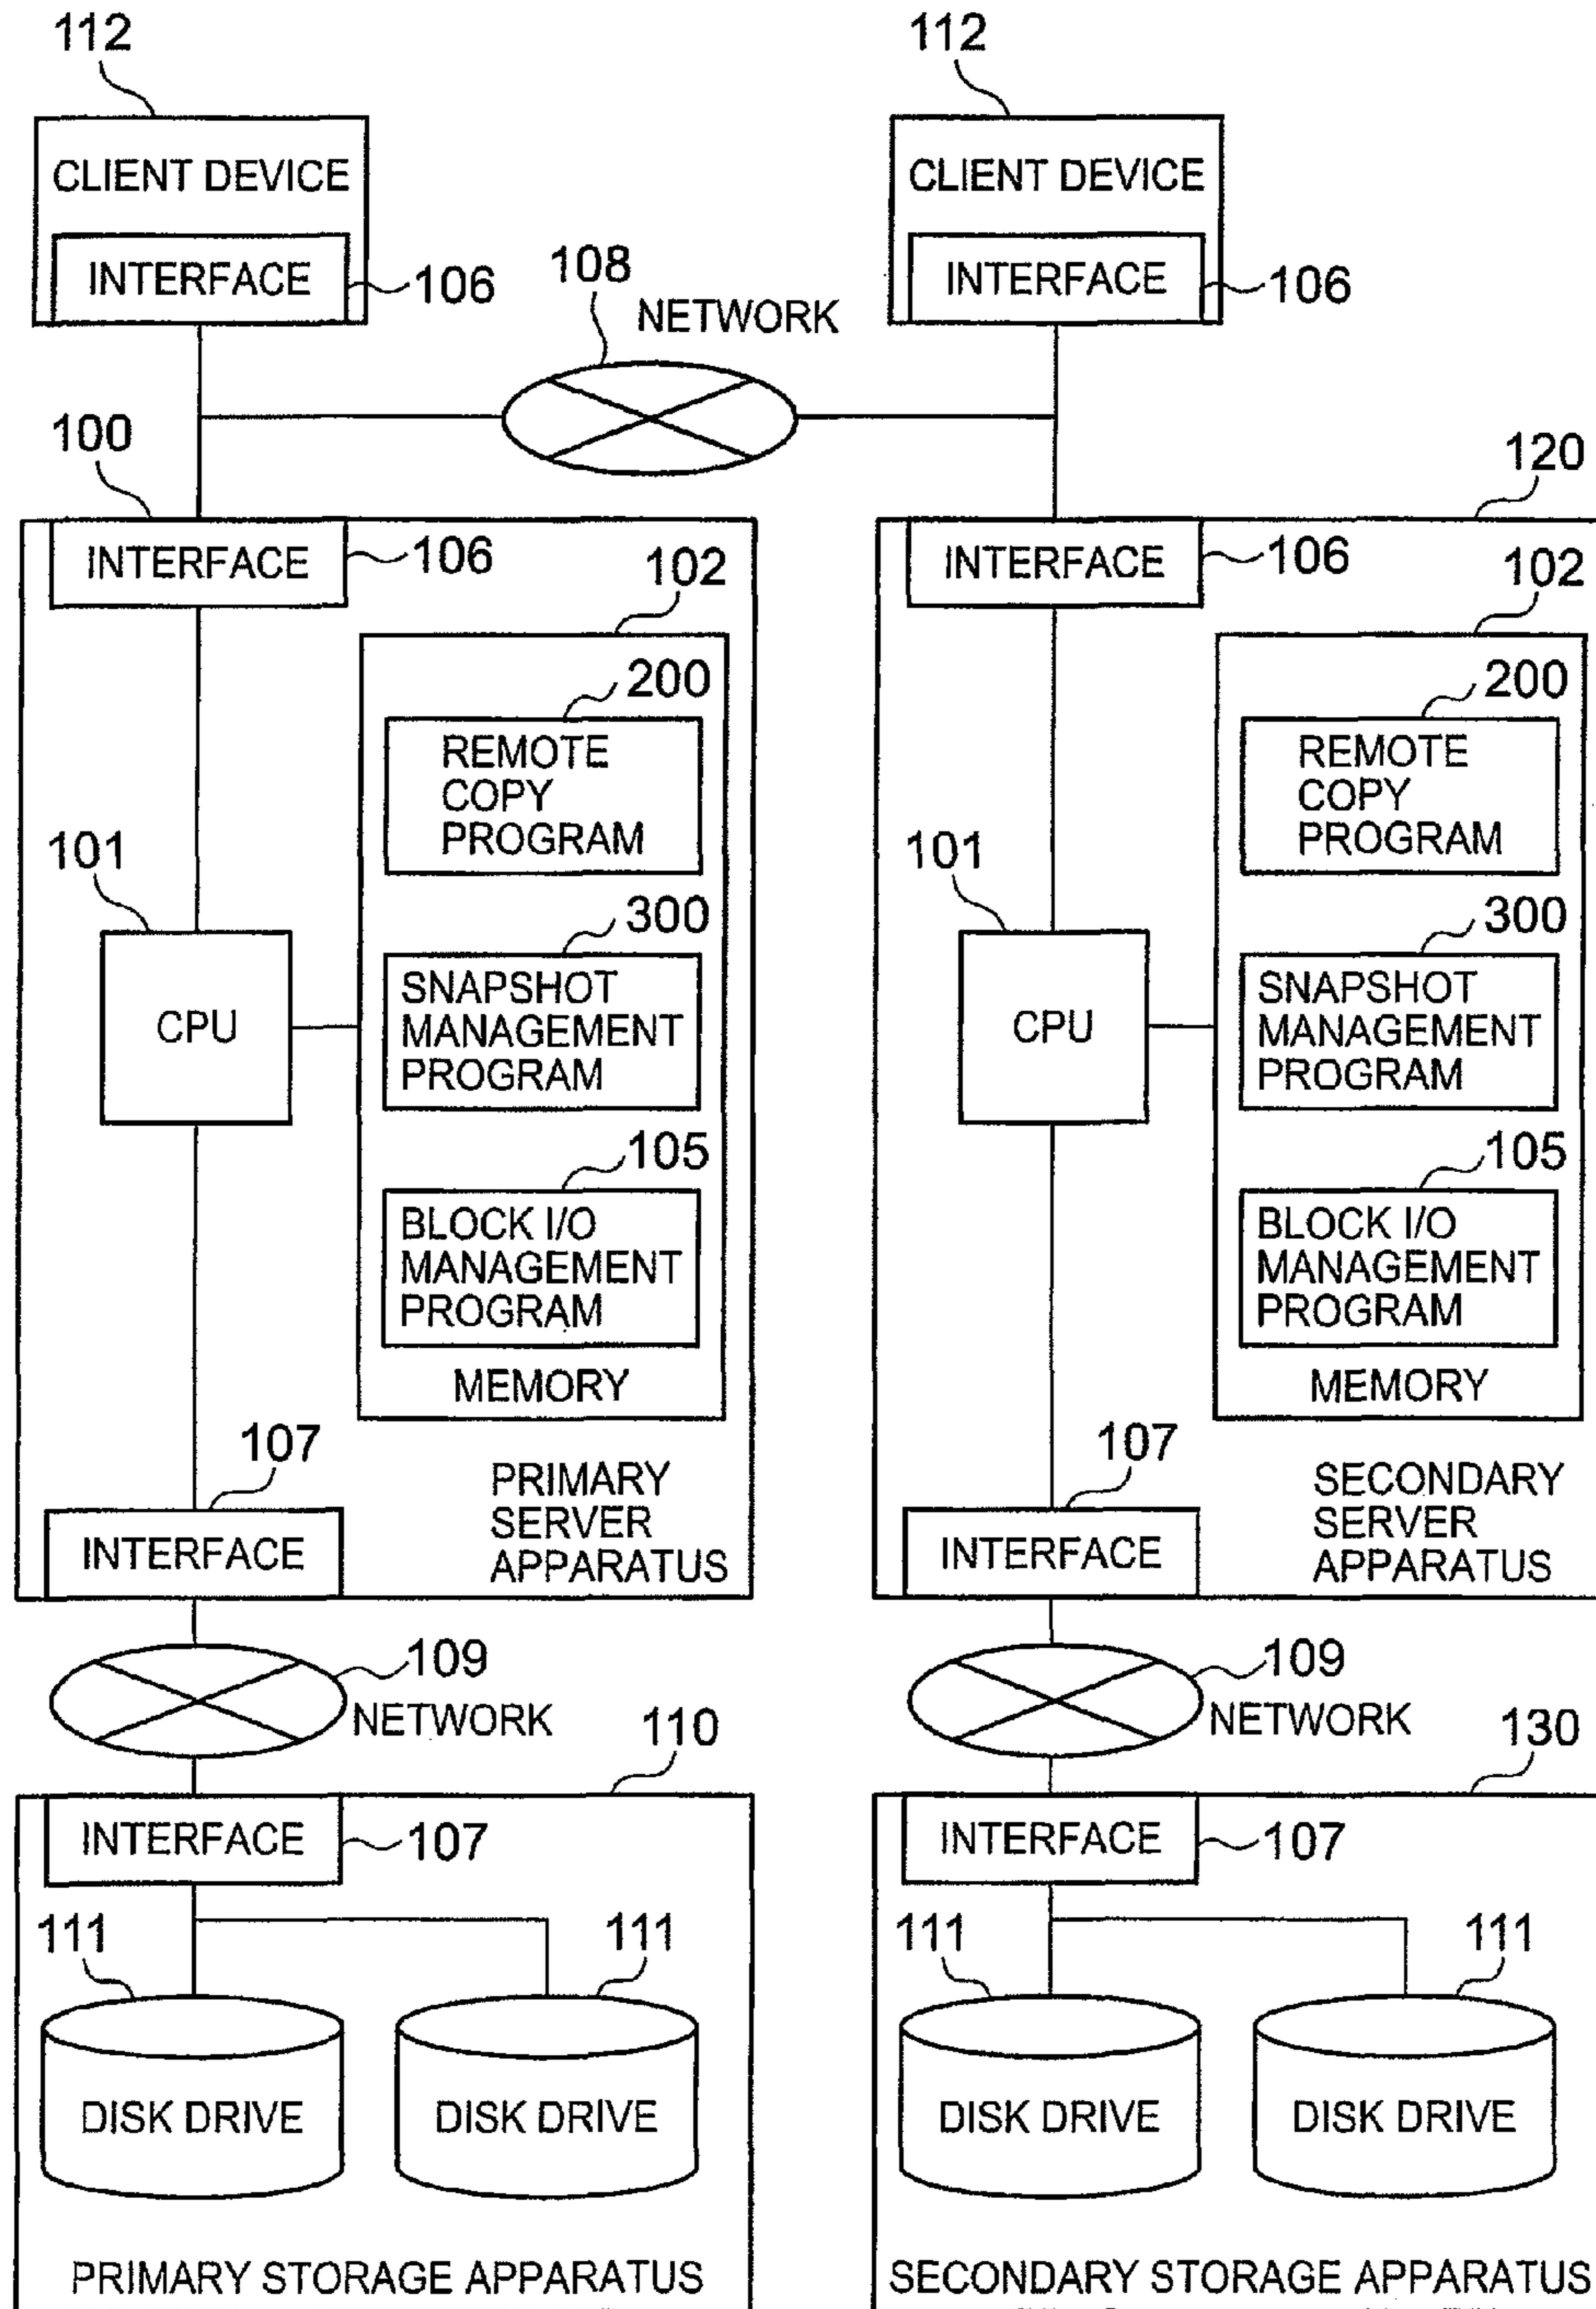 112
112
CLIENT DEVICE
CLIENT DEVICE
INTERFACE
106
INTERFACE
106
108
NETWORK
100
120
INTERFACE
106
102
INTERFACE
106
102
200
REMOTE
COPY
PROGRAM
200
REMOTE
COPY
PROGRAM
101
101
300
300
CPU
SNAPSHOT
MANAGEMENT
PROGRAM
CPU
SNAPSHOT
MANAGEMENT
PROGRAM
105
105
BLOCK I/O
MANAGEMENT
PROGRAM
BLOCK I/O
MANAGEMENT
PROGRAM
MEMORY
MEMORY
107
PRIMARY
SERVER
APPARATUS
107
SECONDARY
SERVER
APPARATUS
INTERFACE
INTERFACE
109
NETWORK
109
NETWORK
110
130
INTERFACE
107
INTERFACE
107
111
111
111
111
DISK DRIVE
DISK DRIVE
DISK DRIVE
DISK DRIVE
PRIMARY STORAGE APPARATUS
SECONDARY STORAGE APPARATUS